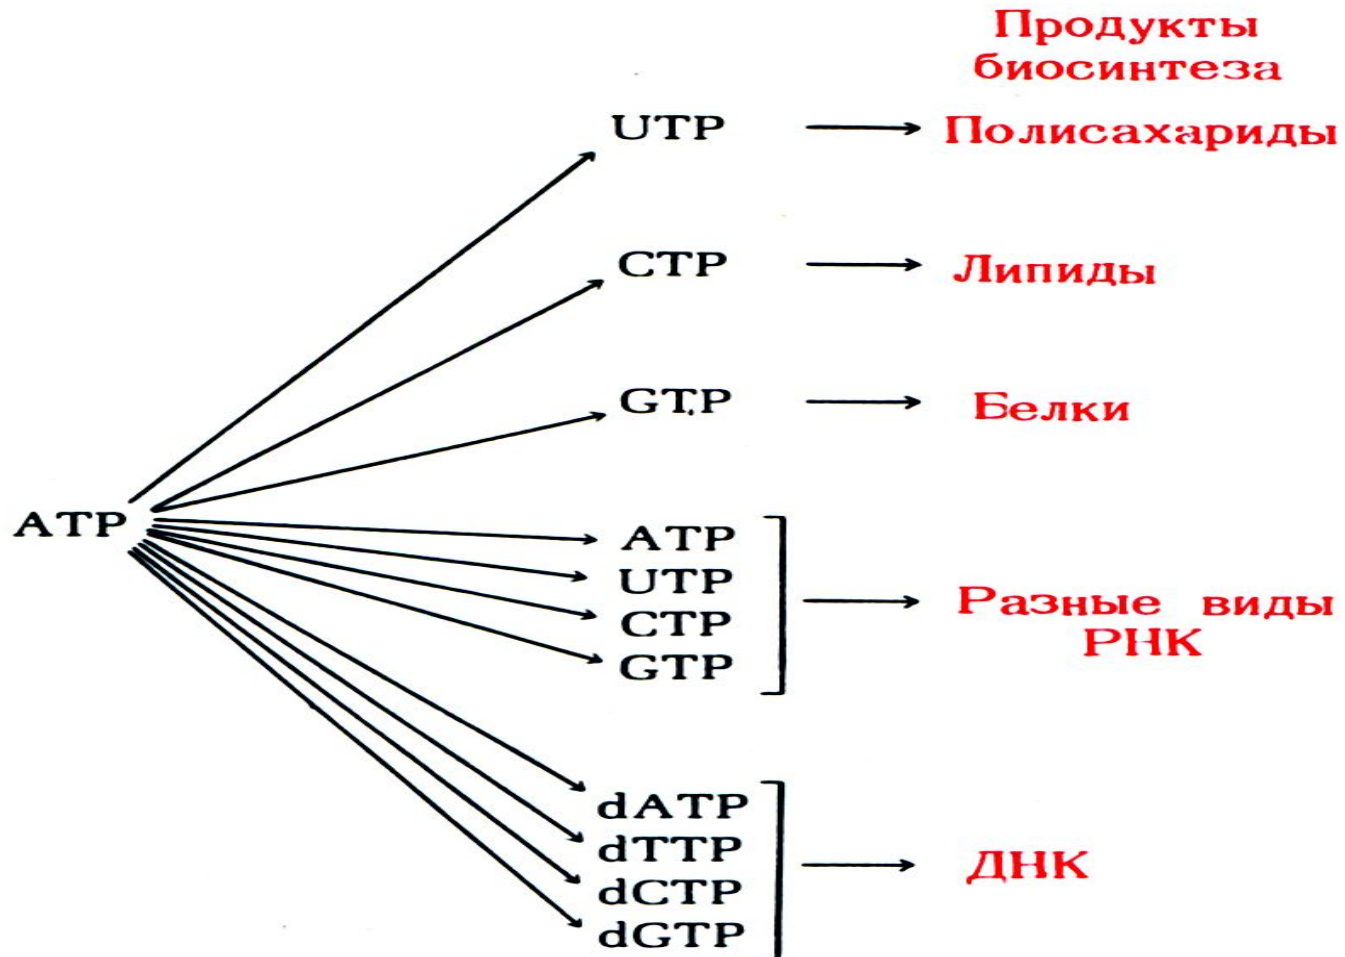 Продукты
биосинтеза
UTP
Полисахариды
CTP
Липиды
GTP
Белки
ATP
ATP
UTP
CTP
GTP
Разные виды
РНК
dATP
dTTP
dCTP
dGTP
ДНК